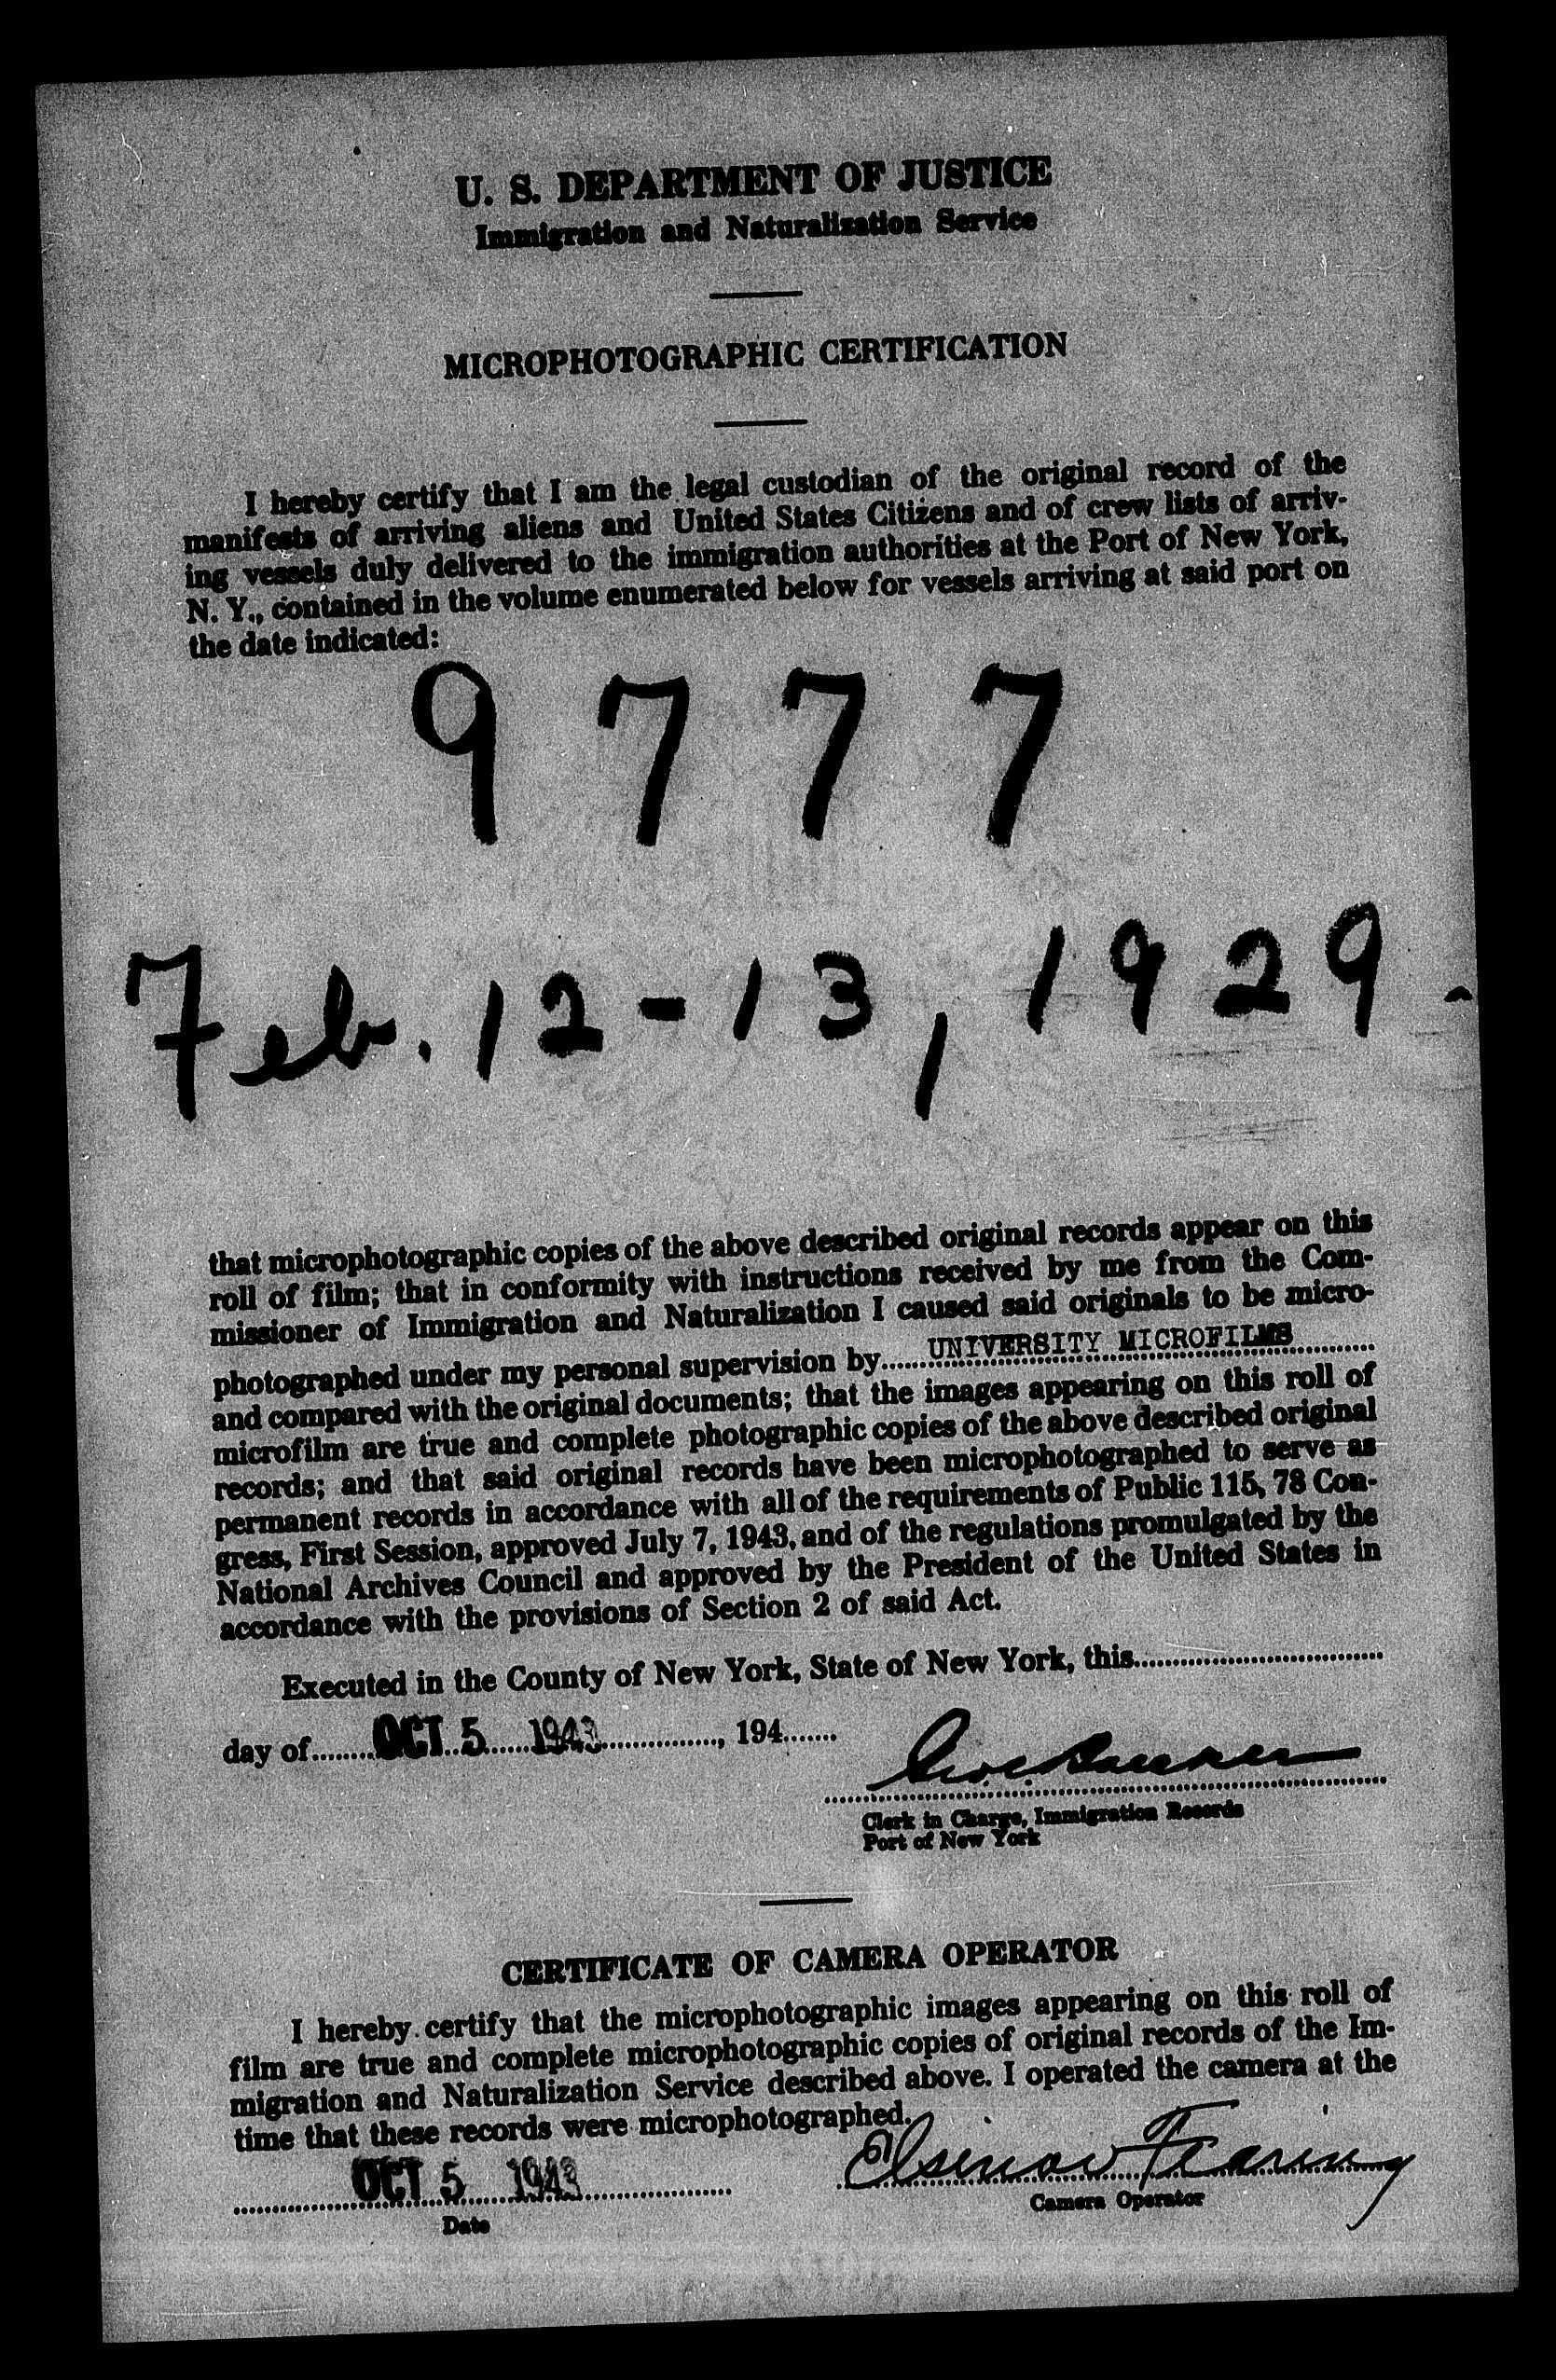 U. S. DEPARTMENT OF JUSTICE
Immigration and Naturalization Service
MICROPHOTOGRAPHIC CERTIFICATION
I hereby certify that I am the legal custodian of the original record of the
manifests of arriving aliens and United States Citizens and of crew lists of arriv-
ing vessels duly delivered to the immigration authorities at the Port of New York,
N. Y., contained in the volume enumerated below for vessels arriving at said port on
the date indicated:
9777
Feb. 12-13, 1929.
that microphotographic copies of the above described original records appear on this
roll of film; that in conformity with instructions received by me from the Com-
missioner of Immigration and Naturalization I caused said originals to be micro-
photographed under my personal supervision by UNIVERSITY MICROFILMS
and compared with the original documents; that the images appearing on this roll of
microfilm are true and complete photographic copies of the above described original
records; and that said original records have been microphotographed to serve as
permanent records in accordance with all of the requirements of Public 115, 78 Con-
gress, First Session, approved July 7, 1943, and of the regulations promulgated by the
National Archives Council and approved by the President of the United States in
accordance with the provisions of Section 2 of said Act.
Executed in the County of New York, State of New York, this
day of OCT 5 1943, 194
Clerk in Charge, Immigration Records
Port of New York
CERTIFICATE OF CAMERA OPERATOR
I hereby certify that the microphotographic images appearing on this roll of
film are true and complete microphotographic copies of original records of the Im-
migration and Naturalization Service described above. I operated the camera at the
time that these records were microphotographed.
OCT 5 1943
Date
Camera Operator